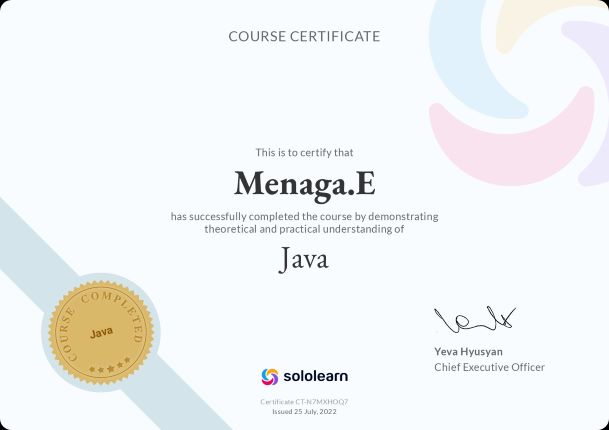 COURSE CERTIFICATE
This is to certify that
Menaga.E
has successfully completed the course by demonstrating
theoretical and practical understanding of
Java
COURSE COMPLETED
Java
Yeva Hyusyan
Chief Executive Officer
sololearn
Certificate CT-N7MXHOQ7
Issued 25 July, 2022